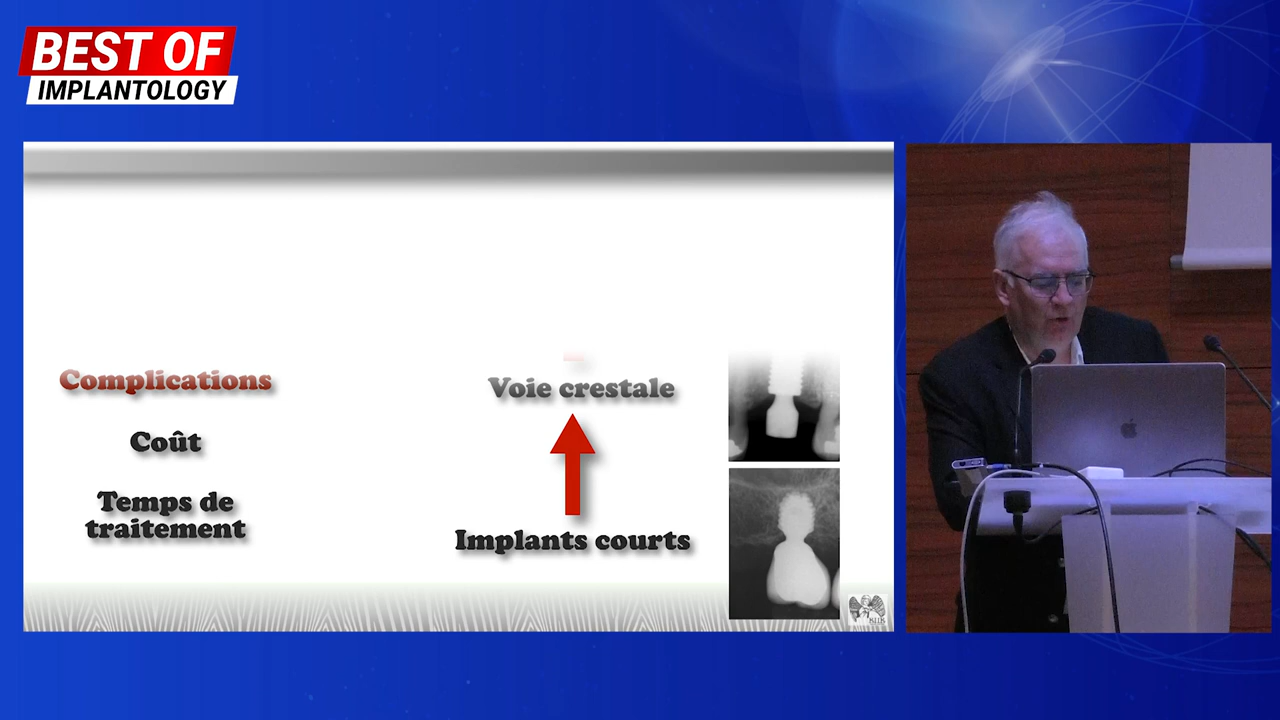 BEST OF
IMPLANTOLOGY
Complications
Coût
Temps de
traitement
Voie crestale
Implants courts